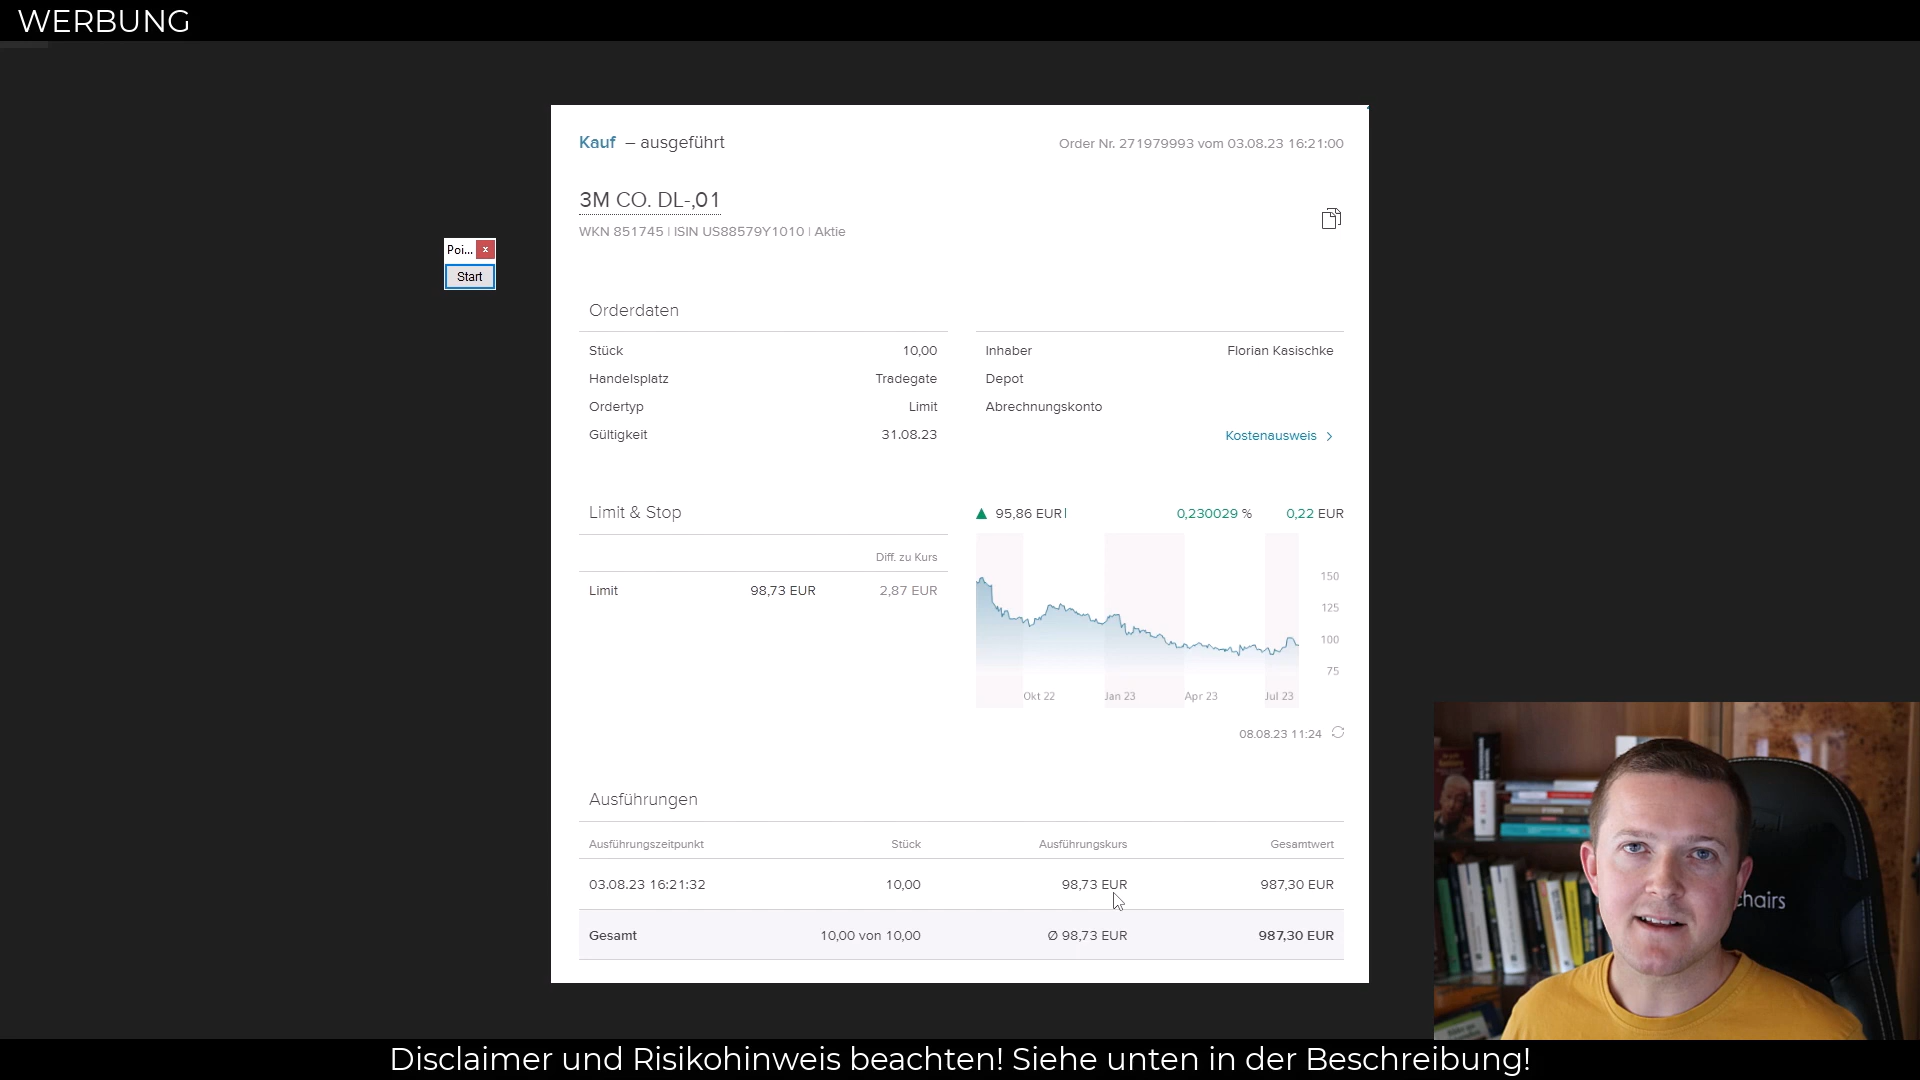 WERBUNG
Kauf – ausgeführt
Order Nr. 271979993 vom 03.08.23 16:21:00
3M CO. DL-,01
WKN 851745 | ISIN US88579Y1010 | Aktie
Poi... x
Start
Orderdaten
Stück 10,00
Handelsplatz Tradegate
Ordertyp Limit
Gültigkeit 31.08.23
Inhaber Florian Kasischke
Depot
Abrechnungskonto
Kostenausweis >
Limit & Stop
Diff. zu Kurs
Limit 98,73 EUR 2,87 EUR
▲ 95,86 EUR 0,230029 % 0,22 EUR
150
125
100
75
Okt 22 Jan 23 Apr 23 Jul 23
08.08.23 11:24
Ausführungen
Ausführungszeitpunkt Stück Ausführungskurs Gesamtwert
03.08.23 16:21:32 10,00 98,73 EUR 987,30 EUR
Gesamt 10,00 von 10,00 Ø 98,73 EUR 987,30 EUR
chairs
Disclaimer und Risikohinweis beachten! Siehe unten in der Beschreibung!